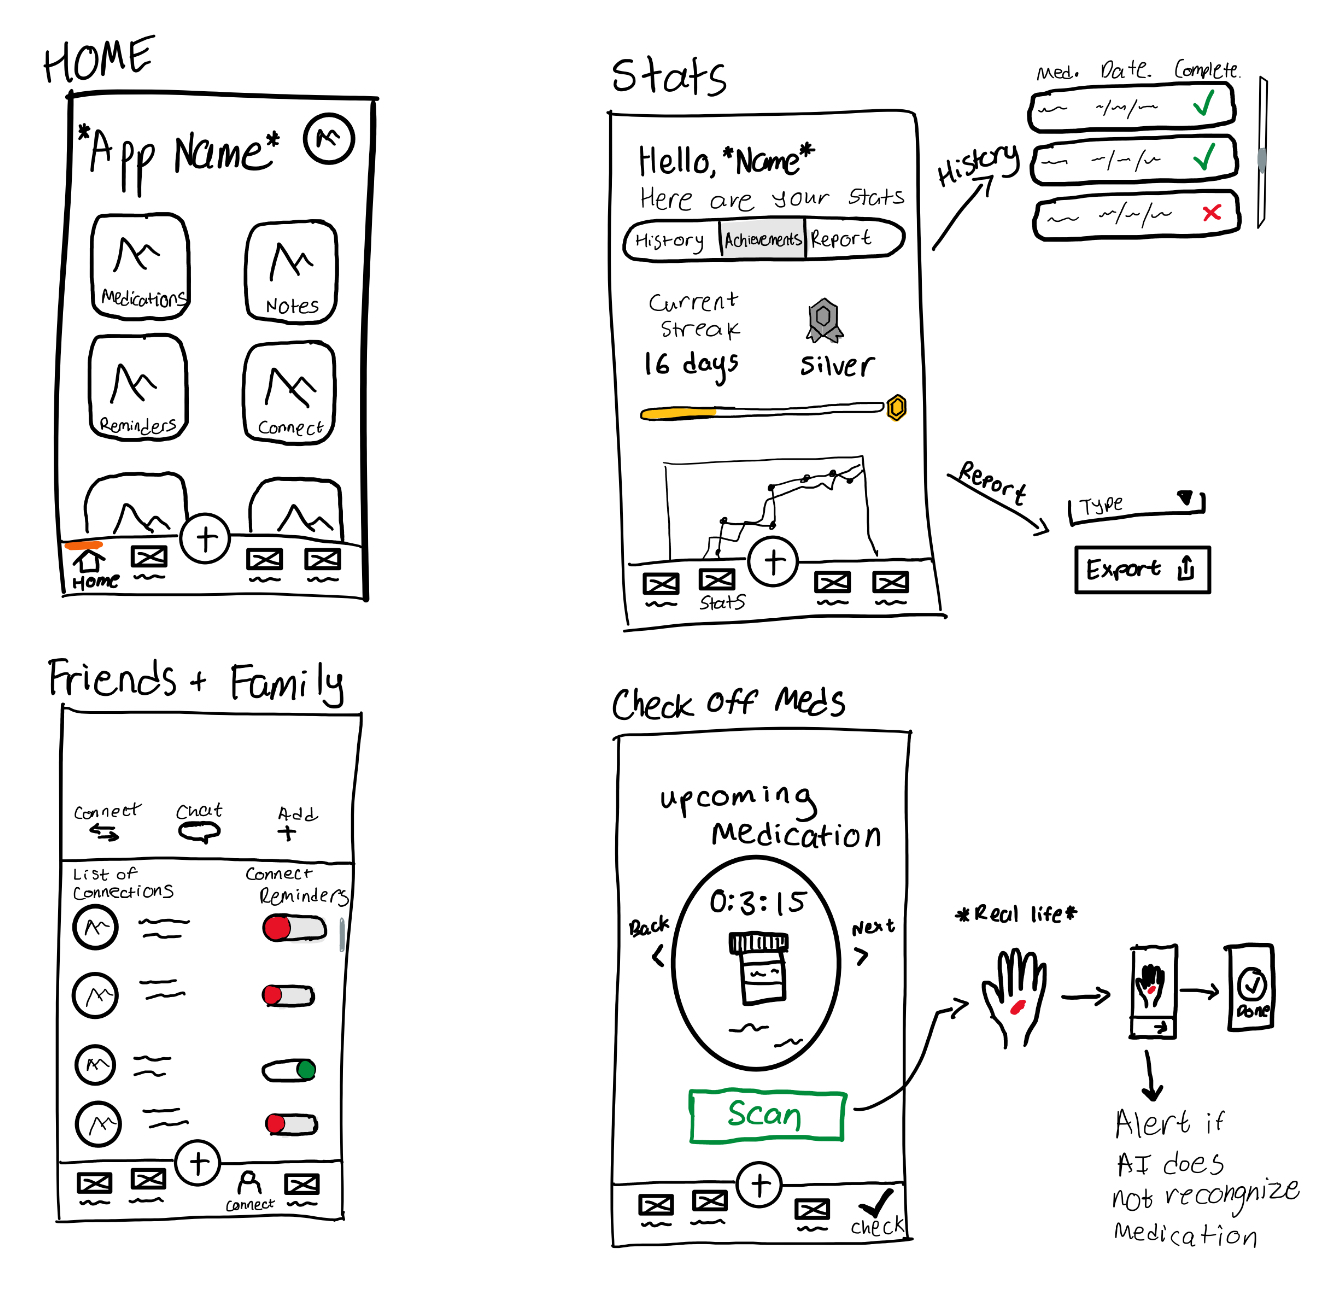 HOME
*App Name*
Medications
Notes
Reminders
Connect
Home
Stats
Hello, *Name*
Here are your Stats
History
Achievements
Report
Current
Streak
16 days
Silver
Stats
History
Med. Date. Complete.
Report
Type
Export
Friends + Family
Connect
Chat
Add
List of
Connections
Connect
Reminders
Connect
Check Off Meds
Upcoming
Medication
0:3:15
Back
Next
Scan
check
*Real life*
Done
Alert if
AI does
not recongnize
Medication